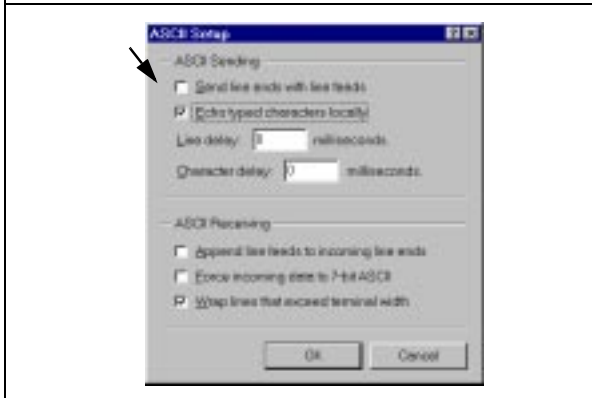 ASCII Setup
ASCII Sending
Send line ends with line feeds
Echo typed characters locally
Line delay: 0 milliseconds.
Character delay: 0 milliseconds.
ASCII Receiving
Append line feeds to incoming line ends
Force incoming data to 7-bit ASCII
Wrap lines that exceed terminal width
OK Cancel